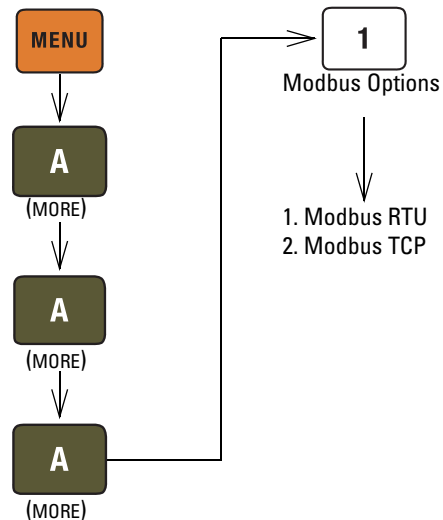 MENU
A
(MORE)
A
(MORE)
A
(MORE)
1
Modbus Options
1. Modbus RTU
2. Modbus TCP